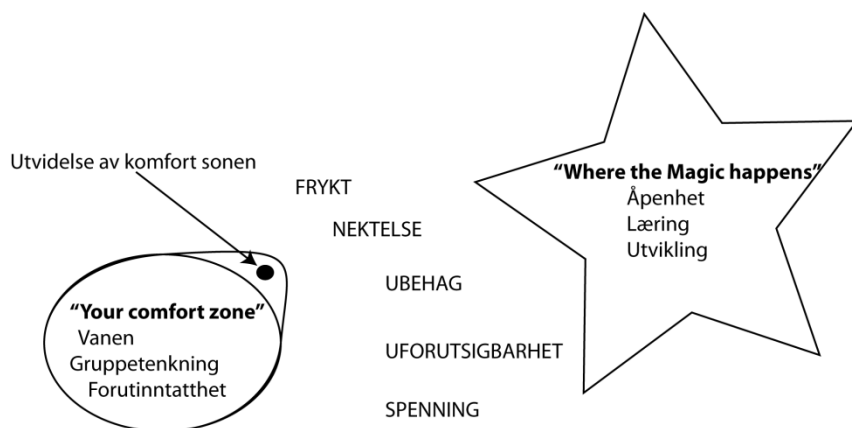 Utvidelse av komfort sonen
FRYKT
NEKTELSE
UBEHAG
UFORUTSIGBARHET
SPENNING
“Your comfort zone”
Vanen
Gruppetenkning
Forutinntatthet
“Where the Magic happens”
Åpenhet
Læring
Utvikling